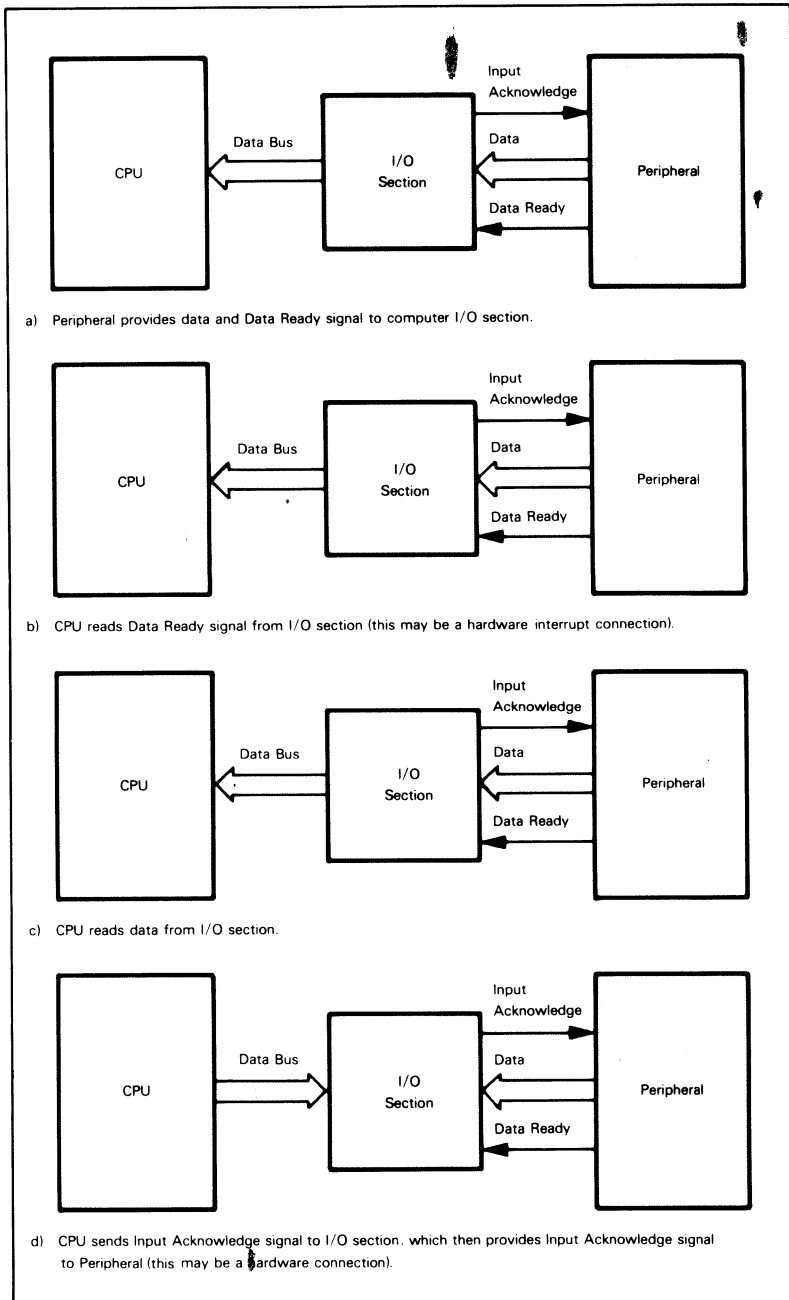 Input
Acknowledge
Data Bus
Data
CPU
I/O
Section
Peripheral
Data Ready
a) Peripheral provides data and Data Ready signal to computer I/O section.
Input
Acknowledge
Data Bus
Data
CPU
I/O
Section
Peripheral
Data Ready
b) CPU reads Data Ready signal from I/O section (this may be a hardware interrupt connection).
Input
Acknowledge
Data Bus
Data
CPU
I/O
Section
Peripheral
Data Ready
c) CPU reads data from I/O section.
Input
Acknowledge
Data Bus
Data
CPU
I/O
Section
Peripheral
Data Ready
d) CPU sends Input Acknowledge signal to I/O section, which then provides Input Acknowledge signal
to Peripheral (this may be a hardware connection).